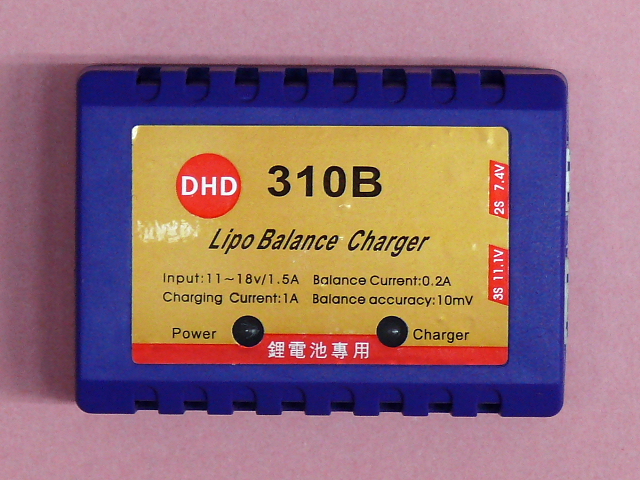 DHD
310B
Lipo Balance Charger
Input:11~18v/1.5A Balance Current:0.2A
Charging Current:1A Balance accuracy:10mV
Power
Charger
鋰電池專用
2S 7.4V
3S 11.1V